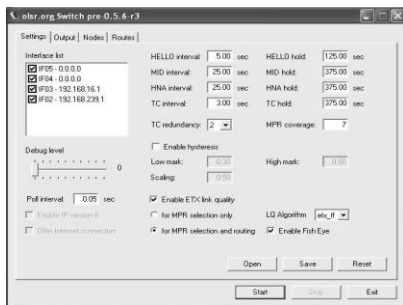 olsr.org Switch pre-0.5.6-r3
Settings Output Nodes Routes
Interface list
IF05 - 0.0.0.0
IF04 - 0.0.0.0
IF03 - 192.168.16.1
IF02 - 192.168.239.1
Debug level
0
Poll interval: 0.05 sec
Enable IP version 6
Offer Internet connection
HELLO interval: 5.00 sec
MID interval: 25.00 sec
HNA interval: 25.00 sec
TC interval: 3.00 sec
TC redundancy: 2
Enable hysteresis
Low mark: 0.30
Scaling: 0.50
Enable ETX link quality
for MPR selection only
for MPR selection and routing
HELLO hold: 125.00 sec
MID hold: 375.00 sec
HNA hold: 375.00 sec
TC hold: 375.00 sec
MPR coverage: 7
High mark: 0.80
LQ Algorithm etx_ff
Enable Fish Eye
Open Save Reset
Start Stop Exit